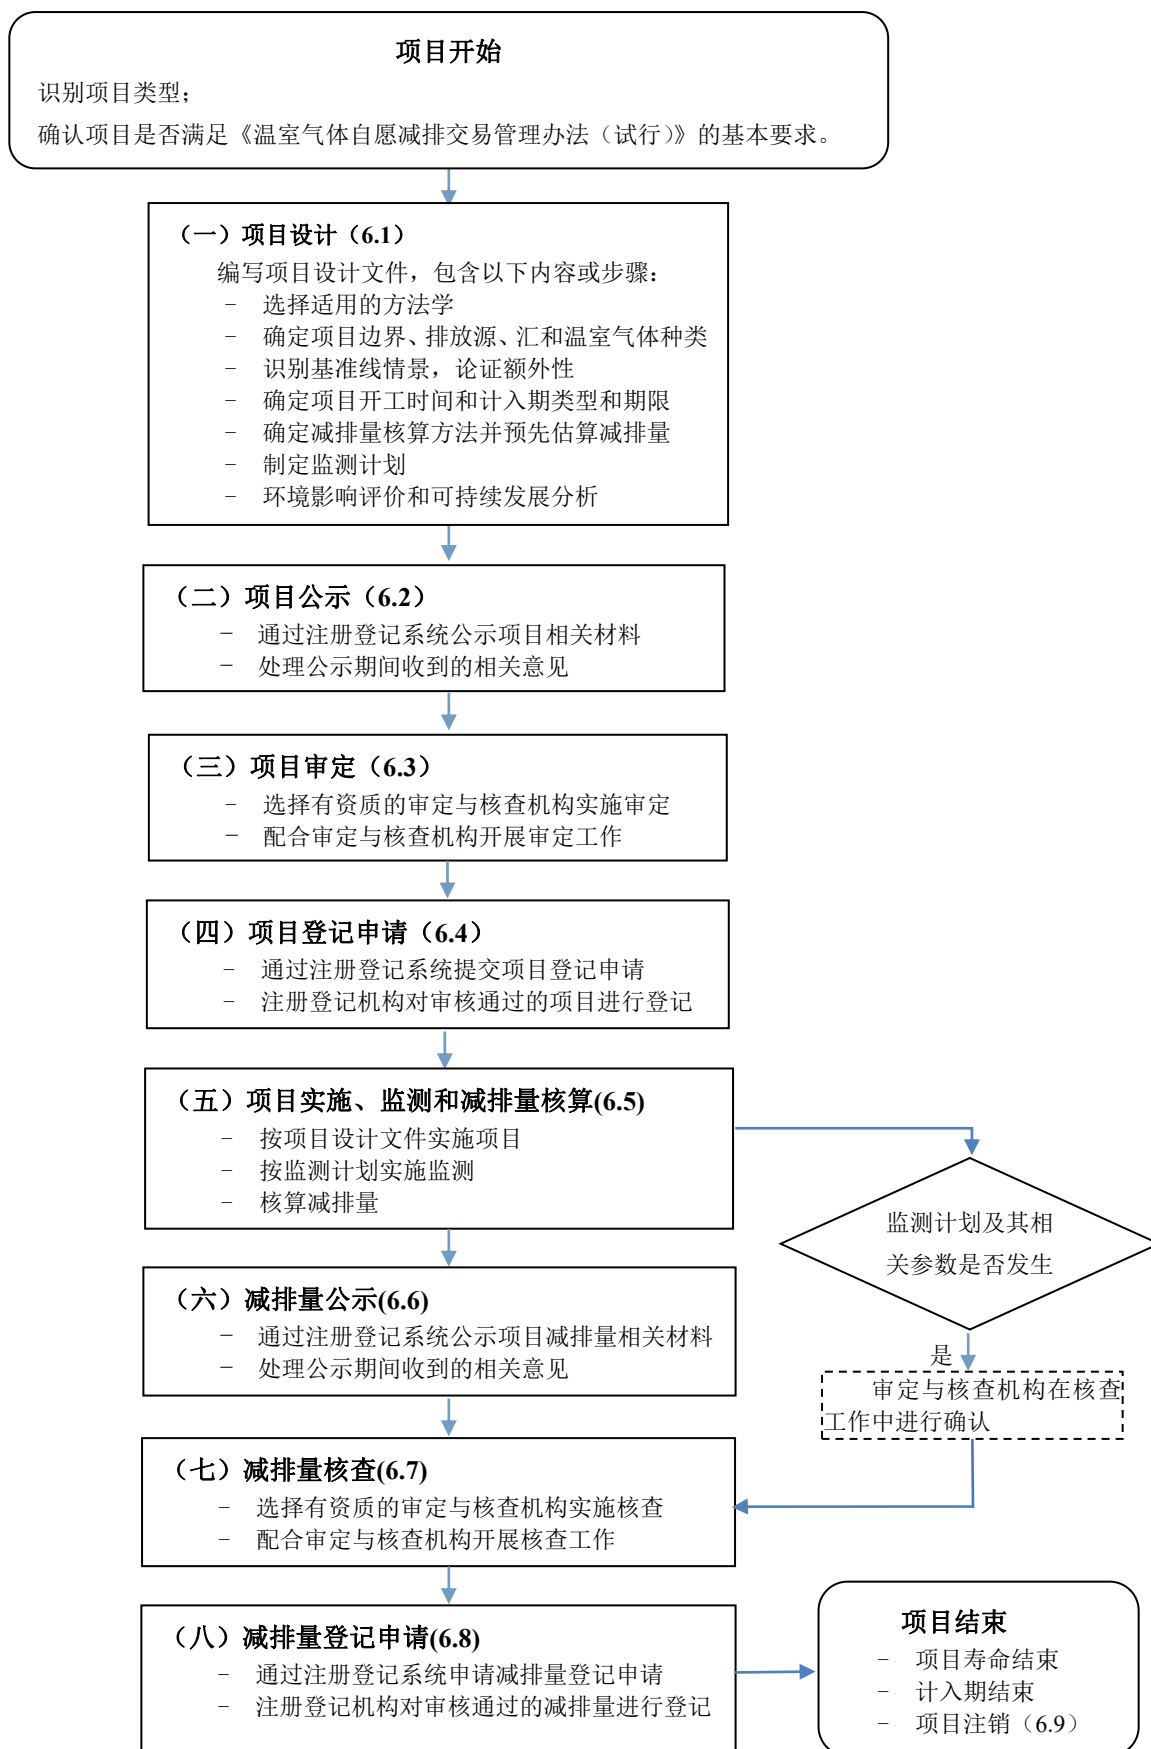 项目开始
识别项目类型；
确认项目是否满足《温室气体自愿减排交易管理办法（试行）》的基本要求。
（一）项目设计（6.1）
编写项目设计文件，包含以下内容或步骤：
－ 选择适用的方法学
－ 确定项目边界、排放源、汇和温室气体种类
－ 识别基准线情景，论证额外性
－ 确定项目开工时间和计入期类型和期限
－ 确定减排量核算方法并预先估算减排量
－ 制定监测计划
－ 环境影响评价和可持续发展分析
（二）项目公示（6.2）
－ 通过注册登记系统公示项目相关材料
－ 处理公示期间收到的相关意见
（三）项目审定（6.3）
－ 选择有资质的审定与核查机构实施审定
－ 配合审定与核查机构开展审定工作
（四）项目登记申请（6.4）
－ 通过注册登记系统提交项目登记申请
－ 注册登记机构对审核通过的项目进行登记
（五）项目实施、监测和减排量核算(6.5)
－ 按项目设计文件实施项目
－ 按监测计划实施监测
－ 核算减排量
监测计划及其相
关参数是否发生
是
审定与核查机构在核查
工作中进行确认
（六）减排量公示(6.6)
－ 通过注册登记系统公示项目减排量相关材料
－ 处理公示期间收到的相关意见
（七）减排量核查(6.7)
－ 选择有资质的审定与核查机构实施核查
－ 配合审定与核查机构开展核查工作
（八）减排量登记申请(6.8)
－ 通过注册登记系统申请减排量登记申请
－ 注册登记机构对审核通过的减排量进行登记
项目结束
－ 项目寿命结束
－ 计入期结束
－ 项目注销（6.9）